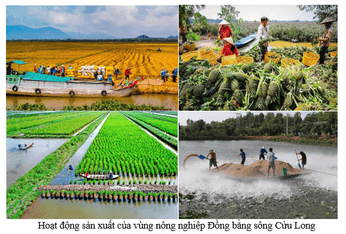 Hoạt động sản xuất của vùng nông nghiệp Đồng bằng sông Cửu Long